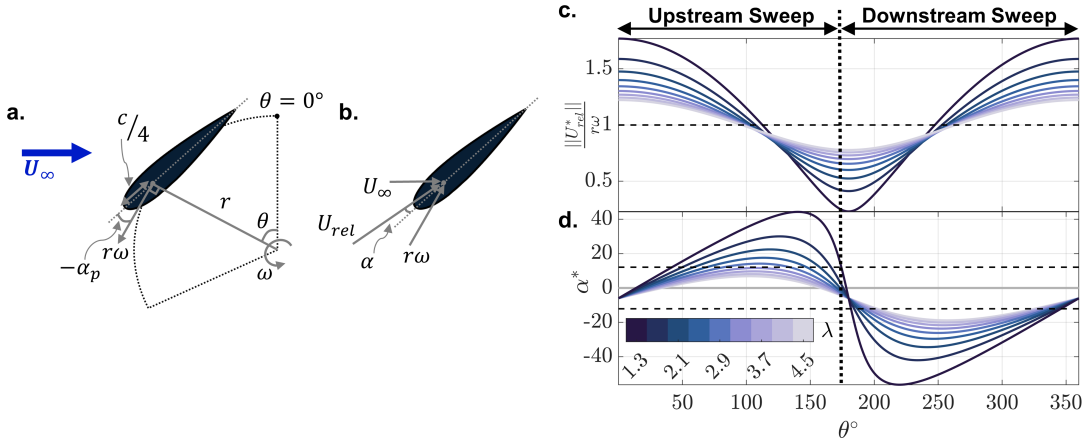 a.
c/4
U∞
θ = 0°
r
θ
−αₚ
rω
ω
b.
U∞
Uᵣₑₗ
α
rω
c.
Upstream Sweep
Downstream Sweep
||U*ᵣₑₗ||
rω
1.5
1
0.5
d.
α*
40
20
0
-20
-40
λ
1.3
2.1
2.9
3.7
4.5
50
100
150
200
250
300
350
θ°